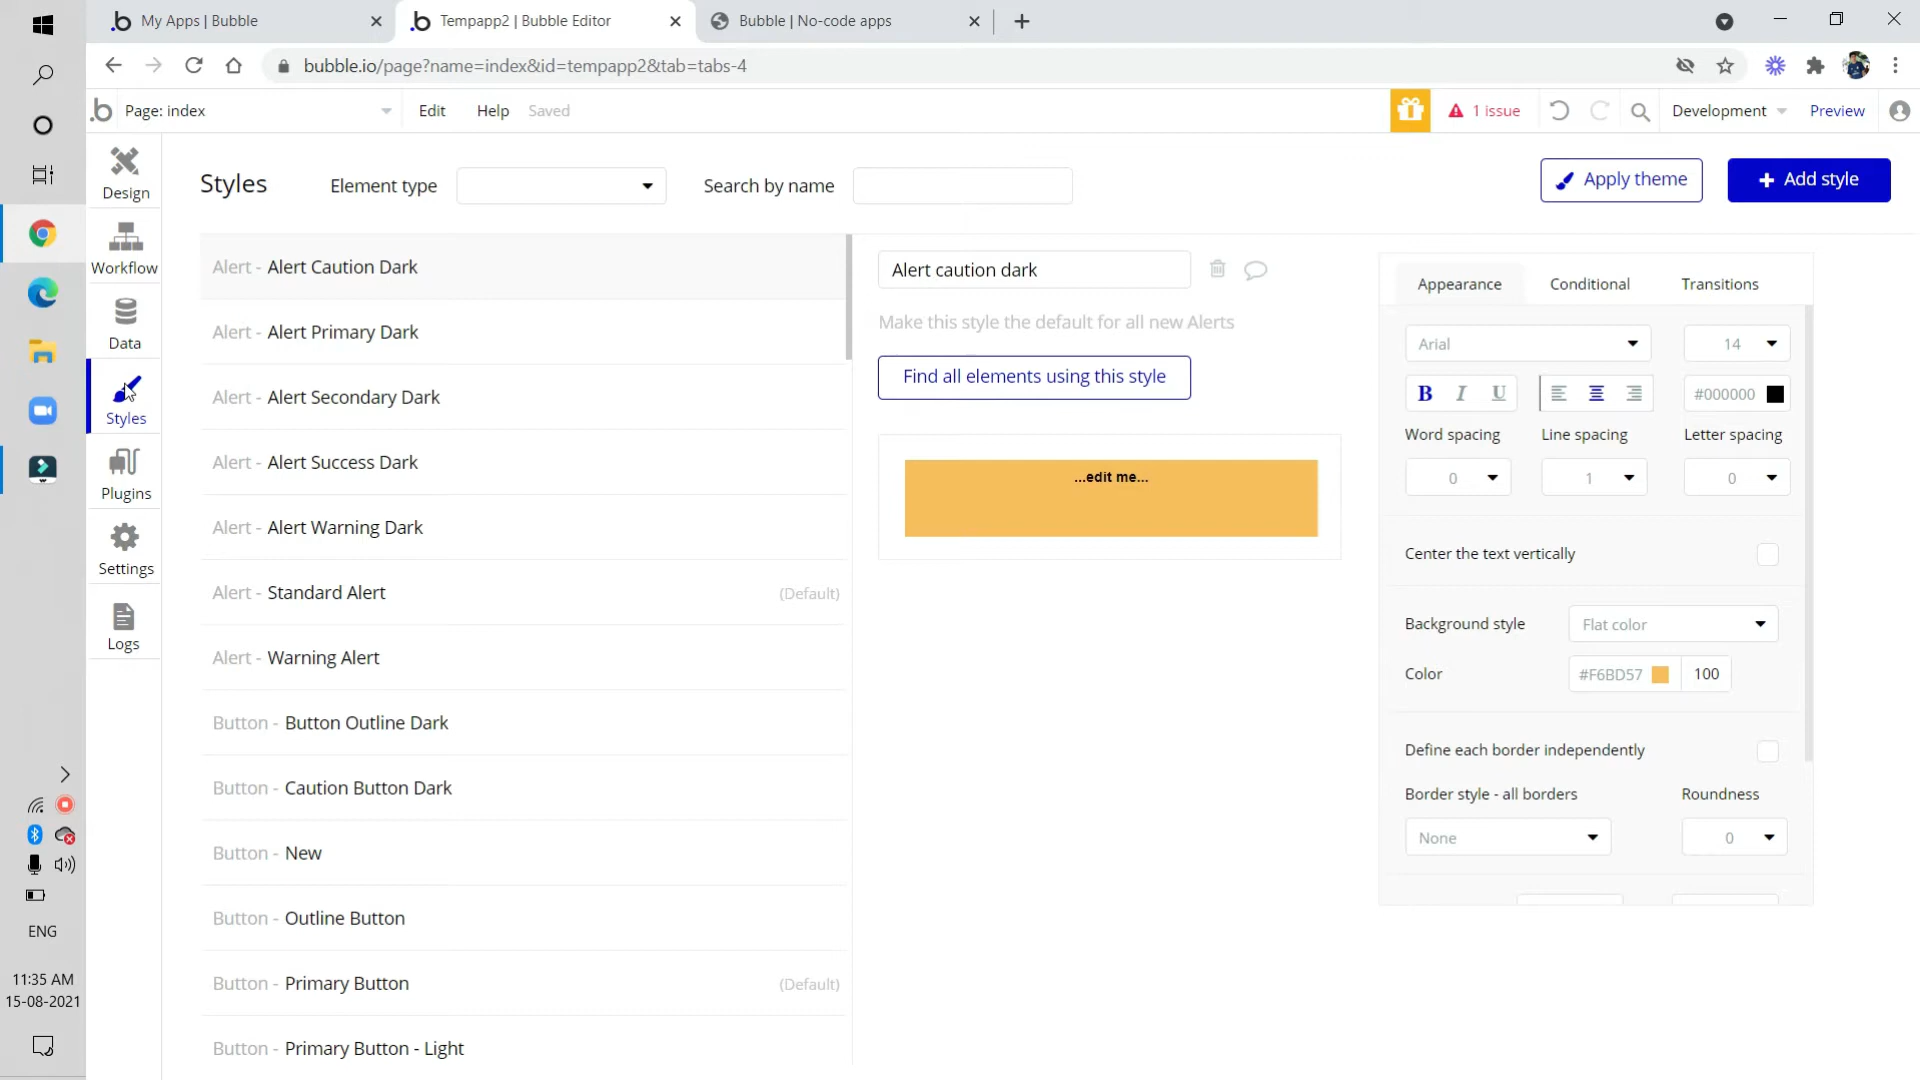 My Apps | Bubble
Tempapp2 | Bubble Editor
Bubble | No-code apps
bubble.io/page?name=index&id=tempapp2&tab=tabs-4
Page: index
Edit
Help
Saved
1 issue
Development
Preview
Design
Workflow
Data
Styles
Plugins
Settings
Logs
Styles
Element type
Search by name
Apply theme
+ Add style
Alert - Alert Caution Dark
Alert - Alert Primary Dark
Alert - Alert Secondary Dark
Alert - Alert Success Dark
Alert - Alert Warning Dark
Alert - Standard Alert (Default)
Alert - Warning Alert
Button - Button Outline Dark
Button - Caution Button Dark
Button - New
Button - Outline Button
Button - Primary Button (Default)
Button - Primary Button - Light
Alert caution dark
Make this style the default for all new Alerts
Find all elements using this style
...edit me...
Appearance
Conditional
Transitions
Arial
14
B I U
#000000
Word spacing
Line spacing
Letter spacing
0
1
0
Center the text vertically
Background style
Flat color
Color
#F6BD57
100
Define each border independently
Border style - all borders
Roundness
None
0
ENG
11:35 AM
15-08-2021